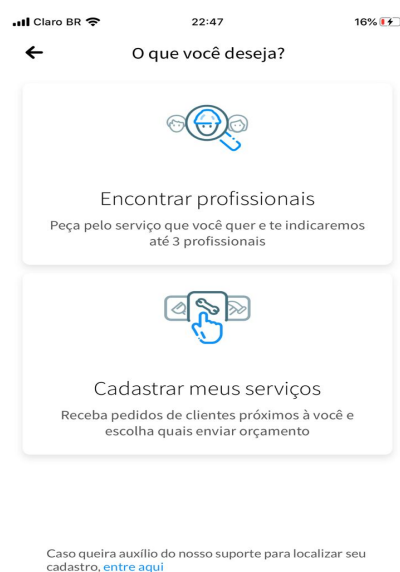 Claro BR 22:47 16%
O que você deseja?
Encontrar profissionais
Peça pelo serviço que você quer e te indicaremos
até 3 profissionais
Cadastrar meus serviços
Receba pedidos de clientes próximos à você e
escolha quais enviar orçamento
Caso queira auxílio do nosso suporte para localizar seu
cadastro, entre aqui